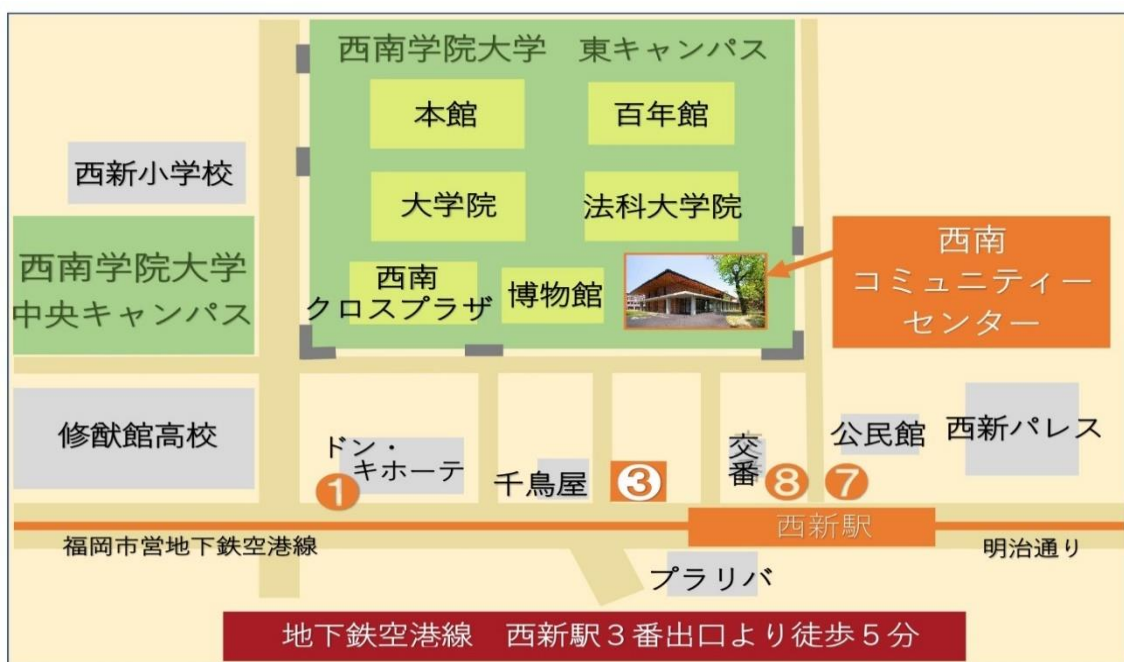 西南学院大学　東キャンパス
本館
百年館
西新小学校
大学院
法科大学院
西南学院大学
中央キャンパス
西南
クロスプラザ
博物館
西南
コミュニティー
センター
修猷館高校
ドン・
キホーテ
千鳥屋
交番
公民館
西新パレス
1
3
8
7
西新駅
福岡市営地下鉄空港線
明治通り
プラリバ
地下鉄空港線　西新駅３番出口より徒歩５分